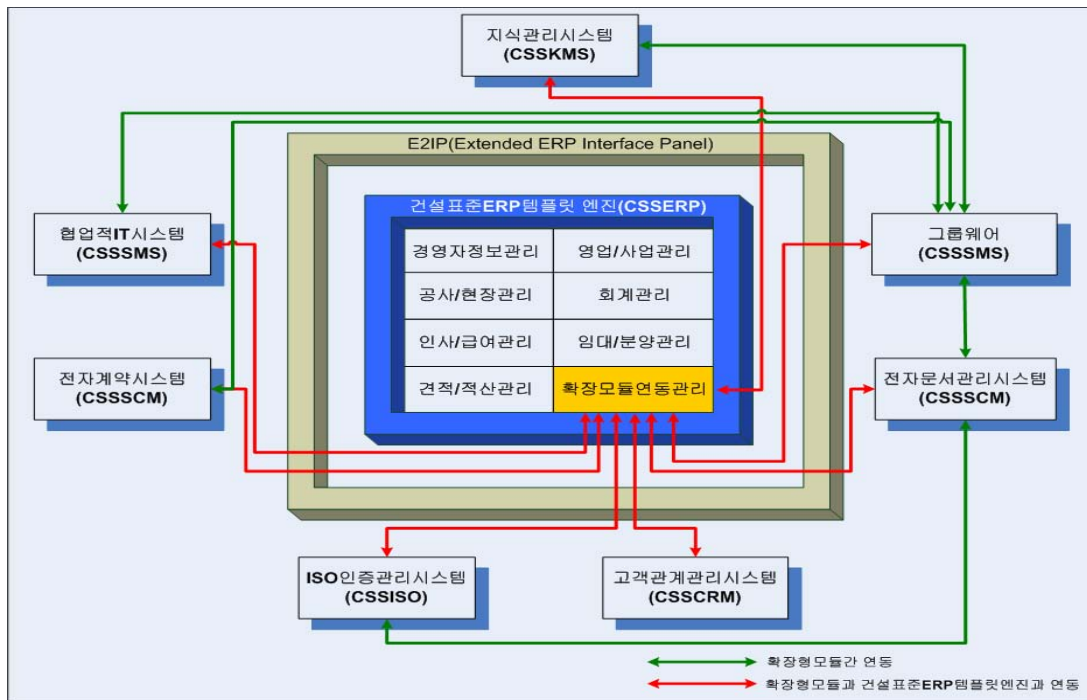 지식관리시스템
(CSSKMS)
E2IP(Extended ERP Interface Panel)
건설표준ERP템플릿 엔진(CSSERP)
협업적IT시스템
(CSSSMS)
경영자정보관리
영업/사업관리
그룹웨어
(CSSSMS)
공사/현장관리
회계관리
인사/급여관리
임대/분양관리
전자계약시스템
(CSSSCM)
견적/적산관리
확장모듈연동관리
전자문서관리시스템
(CSSSCM)
ISO인증관리시스템
(CSSISO)
고객관계관리시스템
(CSSCRM)
확장형모듈간 연동
확장형모듈과 건설표준ERP템플릿엔진과 연동